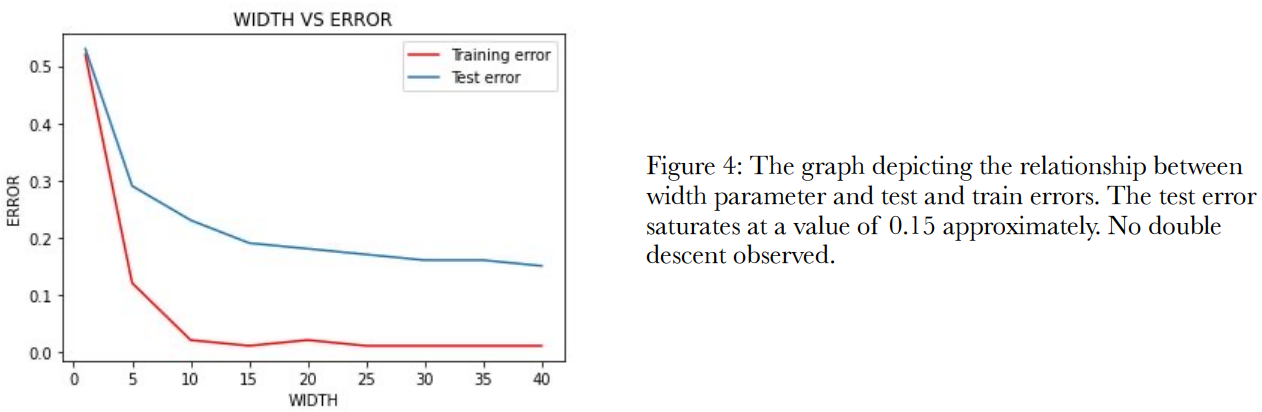 WIDTH VS ERROR
Training error
Test error
ERROR
0.5
0.4
0.3
0.2
0.1
0.0
0 5 10 15 20 25 30 35 40
WIDTH
Figure 4: The graph depicting the relationship between
width parameter and test and train errors. The test error
saturates at a value of 0.15 approximately. No double
descent observed.